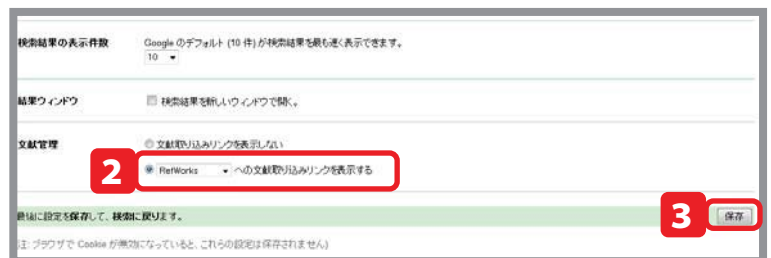 検索結果の表示件数 Google のデフォルト (10 件) が検索結果を最も速く表示できます。
10
結果ウィンドウ 検索結果を新しいウィンドウで開く。
文献管理 文献取り込みリンクを表示しない
2 RefWorks への文献取り込みリンクを表示する
最後に設定を保存して、検索に戻ります。 3 保存
注: ブラウザで Cookie が無効になっていると、これらの設定は保存されません)